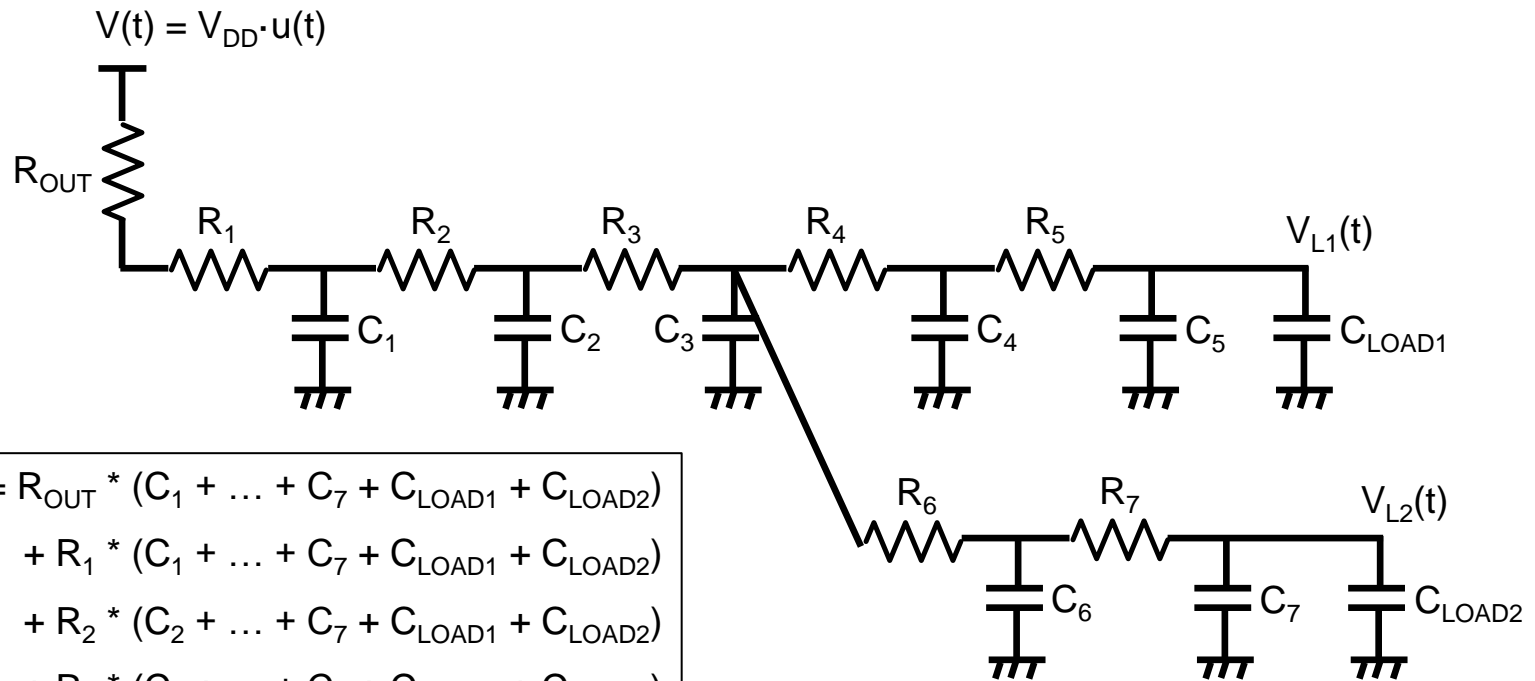 V(t) = V_DD·u(t)
R_OUT
R_1 R_2 R_3 R_4 R_5 V_L1(t)
C_1 C_2 C_3 C_4 C_5 C_LOAD1
= R_OUT * (C_1 + … + C_7 + C_LOAD1 + C_LOAD2)
+ R_1 * (C_1 + … + C_7 + C_LOAD1 + C_LOAD2)
+ R_2 * (C_2 + … + C_7 + C_LOAD1 + C_LOAD2)
R_6 R_7 V_L2(t)
C_6 C_7 C_LOAD2